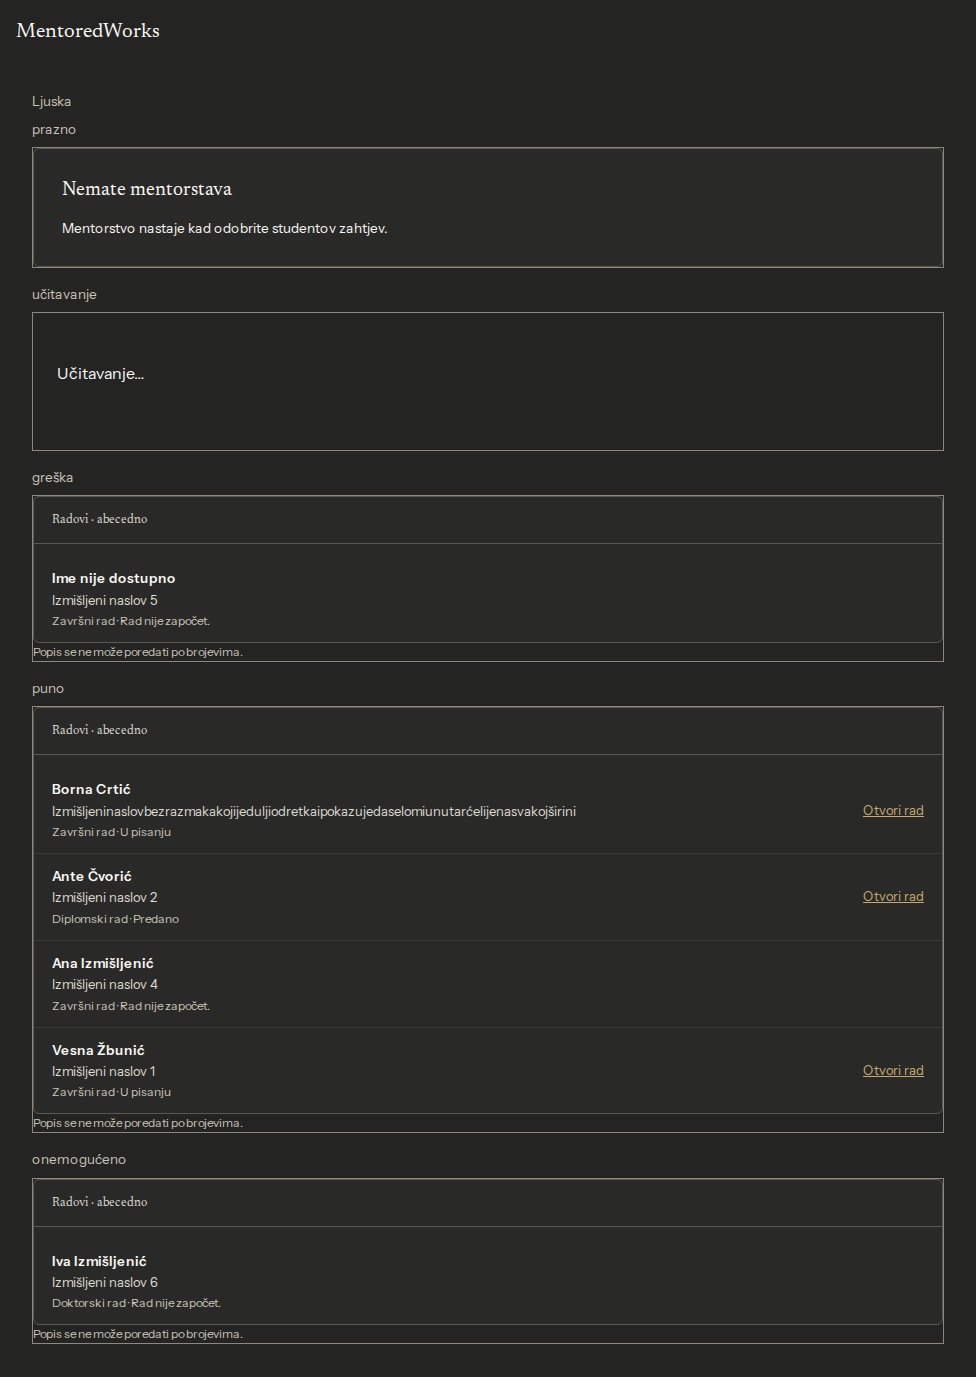 MentoredWorks
Ljuska
prazno
Nemate mentorstava
Mentorstvo nastaje kad odobrite studentov zahtjev.
učitavanje
Učitavanje...
greška
Radovi · abecedno
Ime nije dostupno
Izmišljeni naslov 5
Završni rad · Rad nije započet.
Popis se ne može poredati po brojevima.
puno
Radovi · abecedno
Borna Crtić
Izmišljeninaslovbezrazmakakojijeduljiodretkaipokazujedaselomiunutarćelijenasvakojširini
Otvori rad
Završni rad · U pisanju
Ante Čvorić
Izmišljeni naslov 2
Otvori rad
Diplomski rad · Predano
Ana Izmišljenić
Izmišljeni naslov 4
Završni rad · Rad nije započet.
Vesna Žbunić
Izmišljeni naslov 1
Otvori rad
Završni rad · U pisanju
Popis se ne može poredati po brojevima.
onemogućeno
Radovi · abecedno
Iva Izmišljenić
Izmišljeni naslov 6
Doktorski rad · Rad nije započet.
Popis se ne može poredati po brojevima.